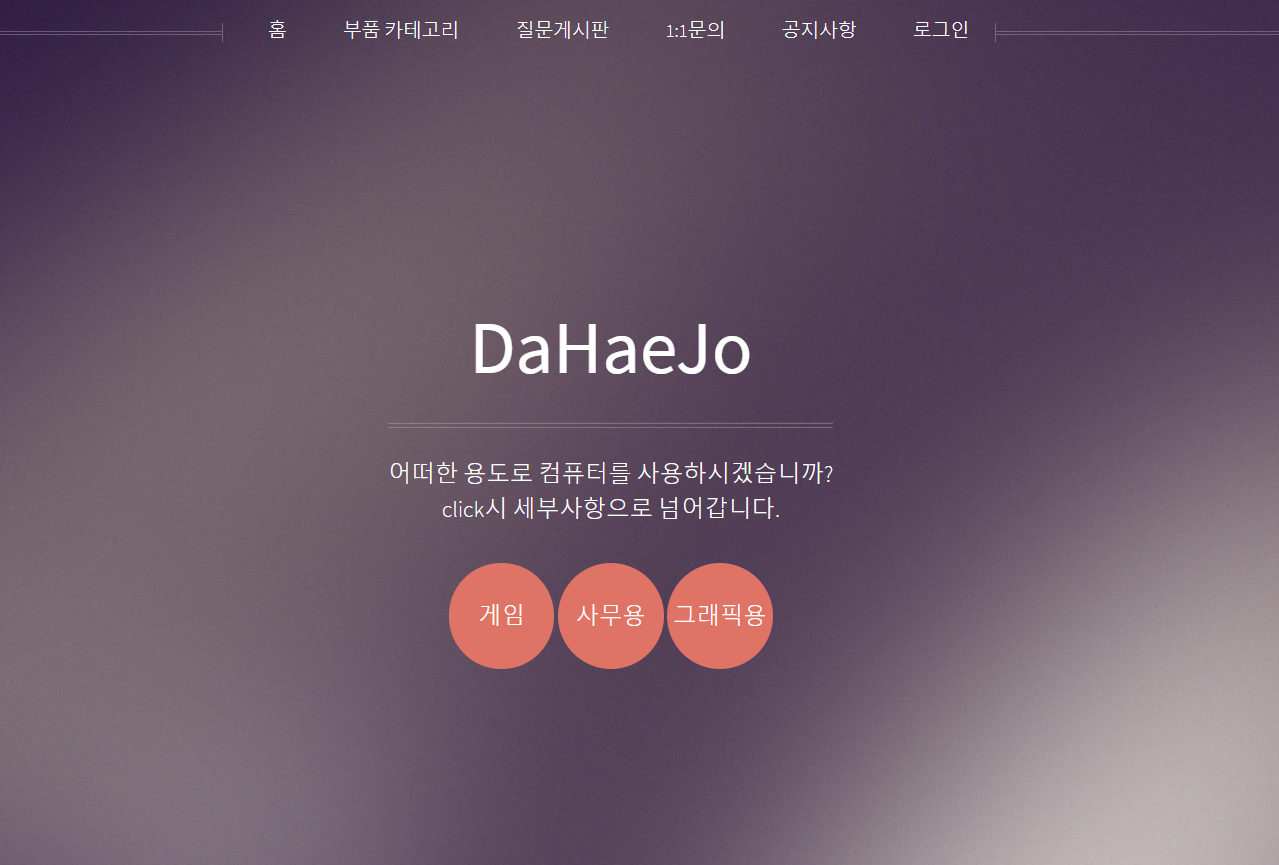 홈 부품 카테고리 질문게시판 1:1문의 공지사항 로그인
DaHaeJo
어떠한 용도로 컴퓨터를 사용하시겠습니까?
click시 세부사항으로 넘어갑니다.
게임 사무용 그래픽용